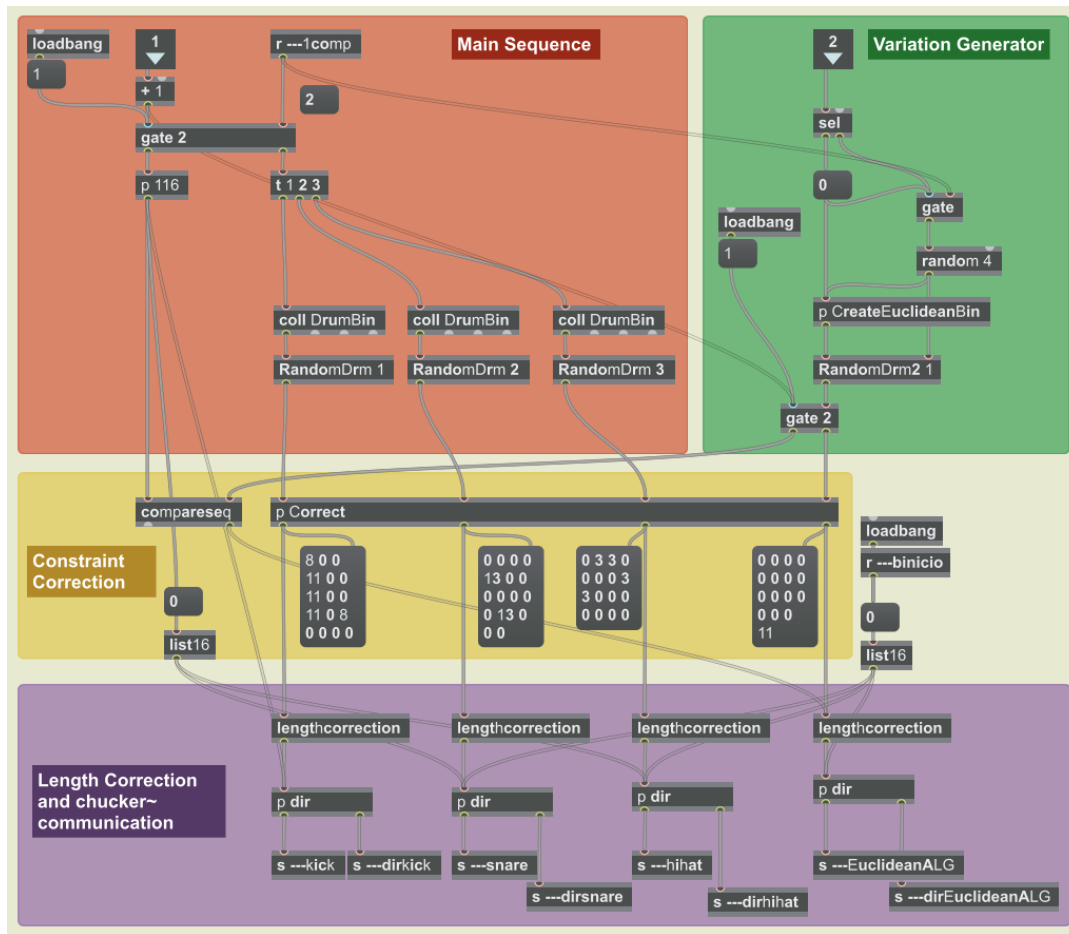 loadbang
1
r ---1comp
Main Sequence
2
Variation Generator
1
+ 1
2
sel
gate 2
p 116
t 1 2 3
0
gate
loadbang
1
random 4
p CreateEuclideanBin
coll DrumBin
coll DrumBin
coll DrumBin
RandomDrm 1
RandomDrm 2
RandomDrm 3
RandomDrm2 1
gate 2
compareseq
p Correct
loadbang
r ---binicio
Constraint
Correction
0
list16
8 0 0
11 0 0
11 0 0
11 0 8
0 0 0 0
0 0 0 0
13 0 0
0 0 0 0
0 13 0
0 0
0 3 3 0
0 0 0 3
3 0 0 0
0 0 0 0
0 0 0 0
0 0 0 0
0 0 0 0
0 0 0
11
0
list16
lengthcorrection
lengthcorrection
lengthcorrection
lengthcorrection
Length Correction
and chucker~
communication
p dir
p dir
p dir
p dir
s ---kick
s ---dirkick
s ---snare
s ---dirsnare
s ---hihat
s ---dirhihat
s ---EuclideanALG
s ---dirEuclideanALG